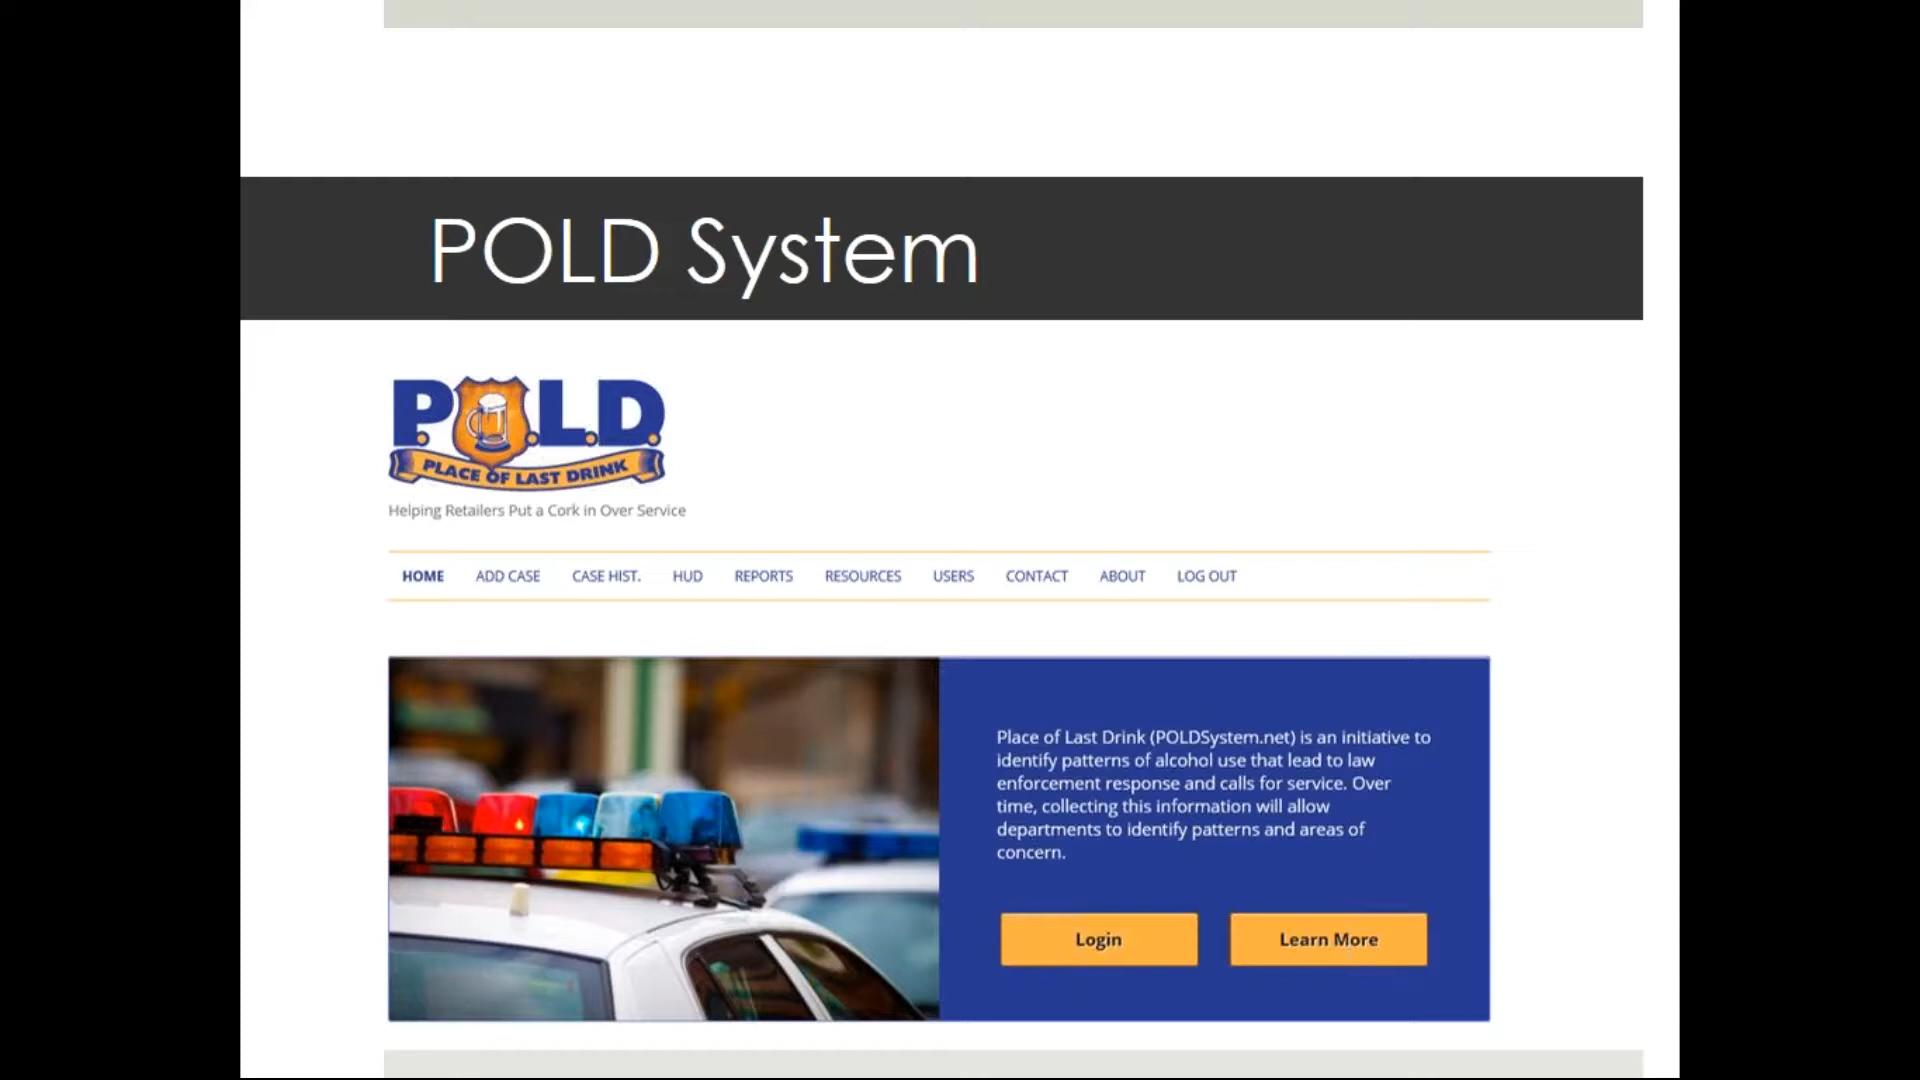 POLD System
P.O.L.D.
PLACE OF LAST DRINK
Helping Retailers Put a Cork in Over Service
HOME ADD CASE CASE HIST. HUD REPORTS RESOURCES USERS CONTACT ABOUT LOG OUT
Place of Last Drink (POLDSystem.net) is an initiative to
identify patterns of alcohol use that lead to law
enforcement response and calls for service. Over
time, collecting this information will allow
departments to identify patterns and areas of
concern.
Login Learn More